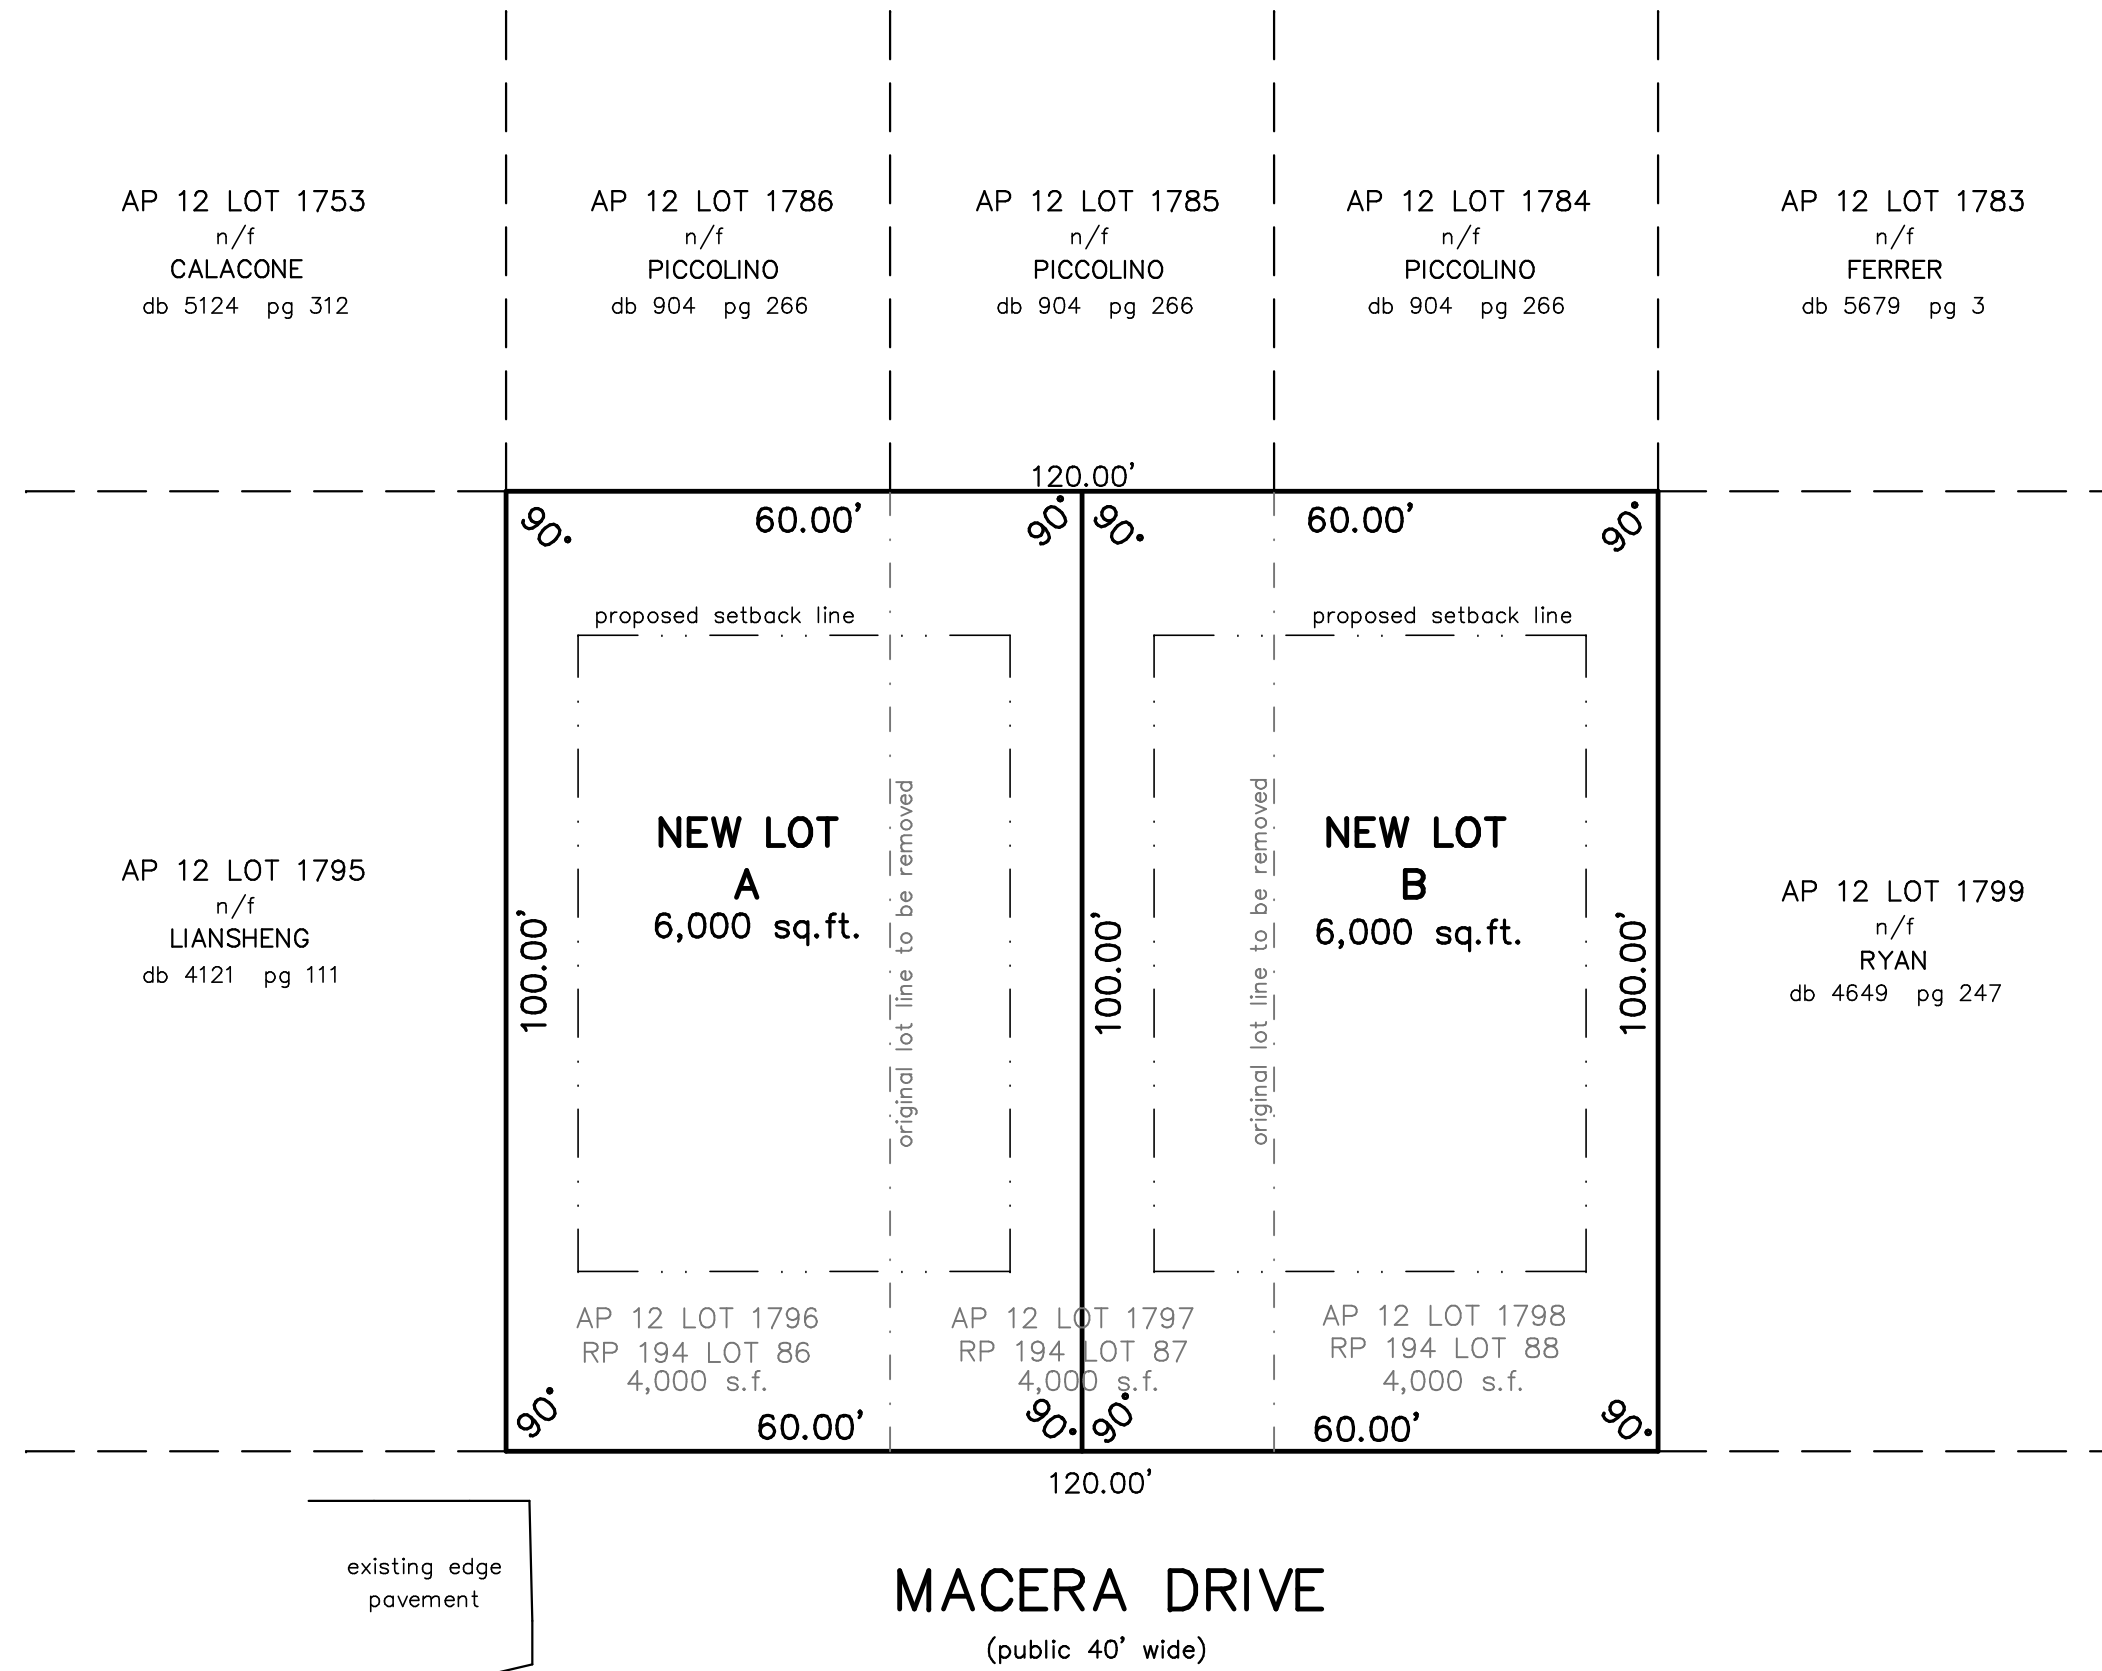 AP 12 LOT 1753
n/f
CALACONE
db 5124 pg 312
AP 12 LOT 1786
n/f
PICCOLINO
db 904 pg 266
AP 12 LOT 1785
n/f
PICCOLINO
db 904 pg 266
AP 12 LOT 1784
n/f
PICCOLINO
db 904 pg 266
AP 12 LOT 1783
n/f
FERRER
db 5679 pg 3
120.00'
90°
60.00'
90°
90°
60.00'
90°
proposed setback line
proposed setback line
AP 12 LOT 1795
n/f
LIANSHENG
db 4121 pg 111
100.00'
NEW LOT
A
6,000 sq.ft.
original lot line to be removed
100.00'
original lot line to be removed
NEW LOT
B
6,000 sq.ft.
100.00'
AP 12 LOT 1799
n/f
RYAN
db 4649 pg 247
AP 12 LOT 1796
RP 194 LOT 86
4,000 s.f.
AP 12 LOT 1797
RP 194 LOT 87
4,000 s.f.
AP 12 LOT 1798
RP 194 LOT 88
4,000 s.f.
90°
60.00'
90°
90°
60.00'
90°
120.00'
existing edge
pavement
MACERA DRIVE
(public 40' wide)